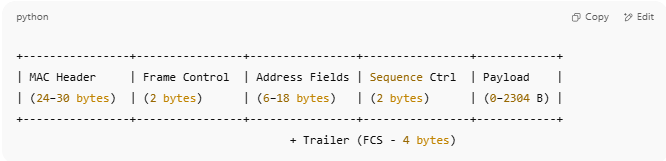 python Copy Edit
+---------------+---------------+---------------+---------------+------------+
| MAC Header | Frame Control | Address Fields | Sequence Ctrl | Payload |
| (24–30 bytes) | (2 bytes) | (6–18 bytes) | (2 bytes) | (0–2304 B) |
+---------------+---------------+---------------+---------------+------------+
+ Trailer (FCS - 4 bytes)